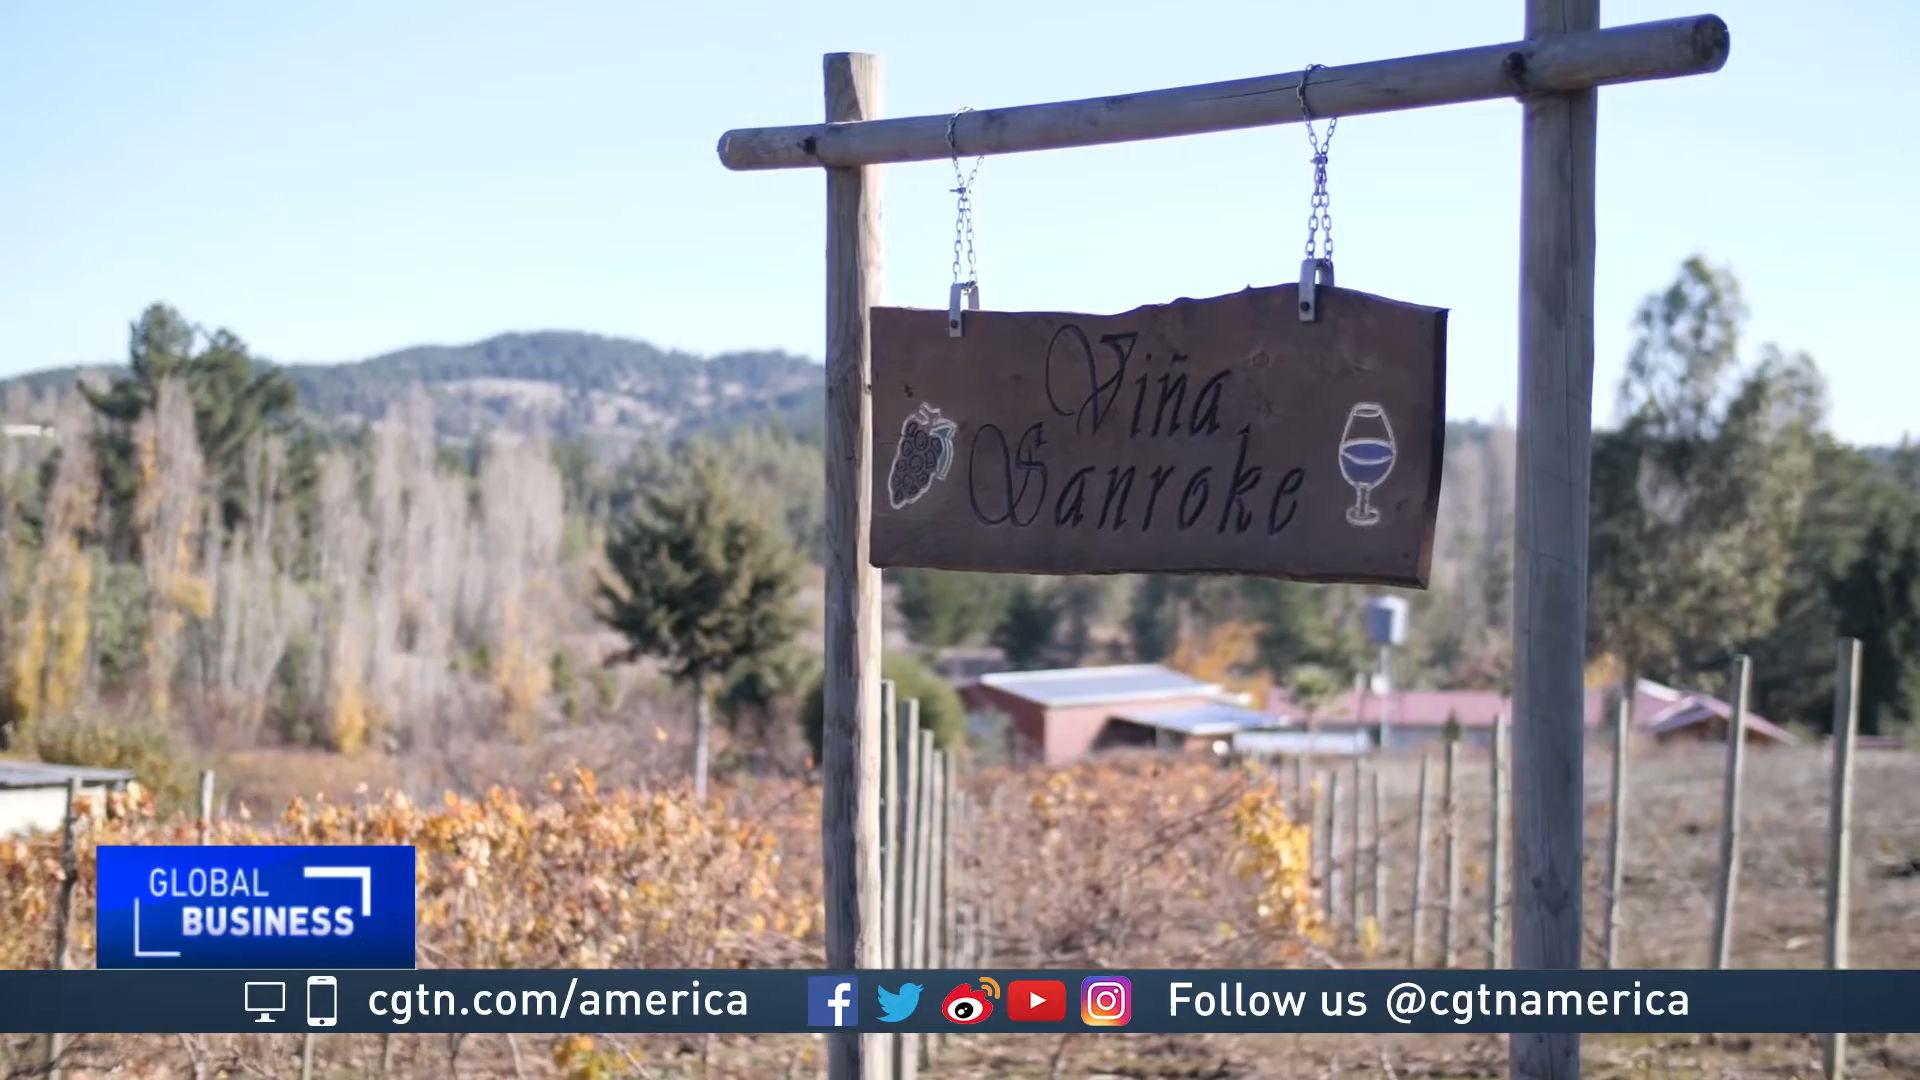 Viña
Sanroke
GLOBAL
BUSINESS
cgtn.com/america
Follow us @cgtnamerica